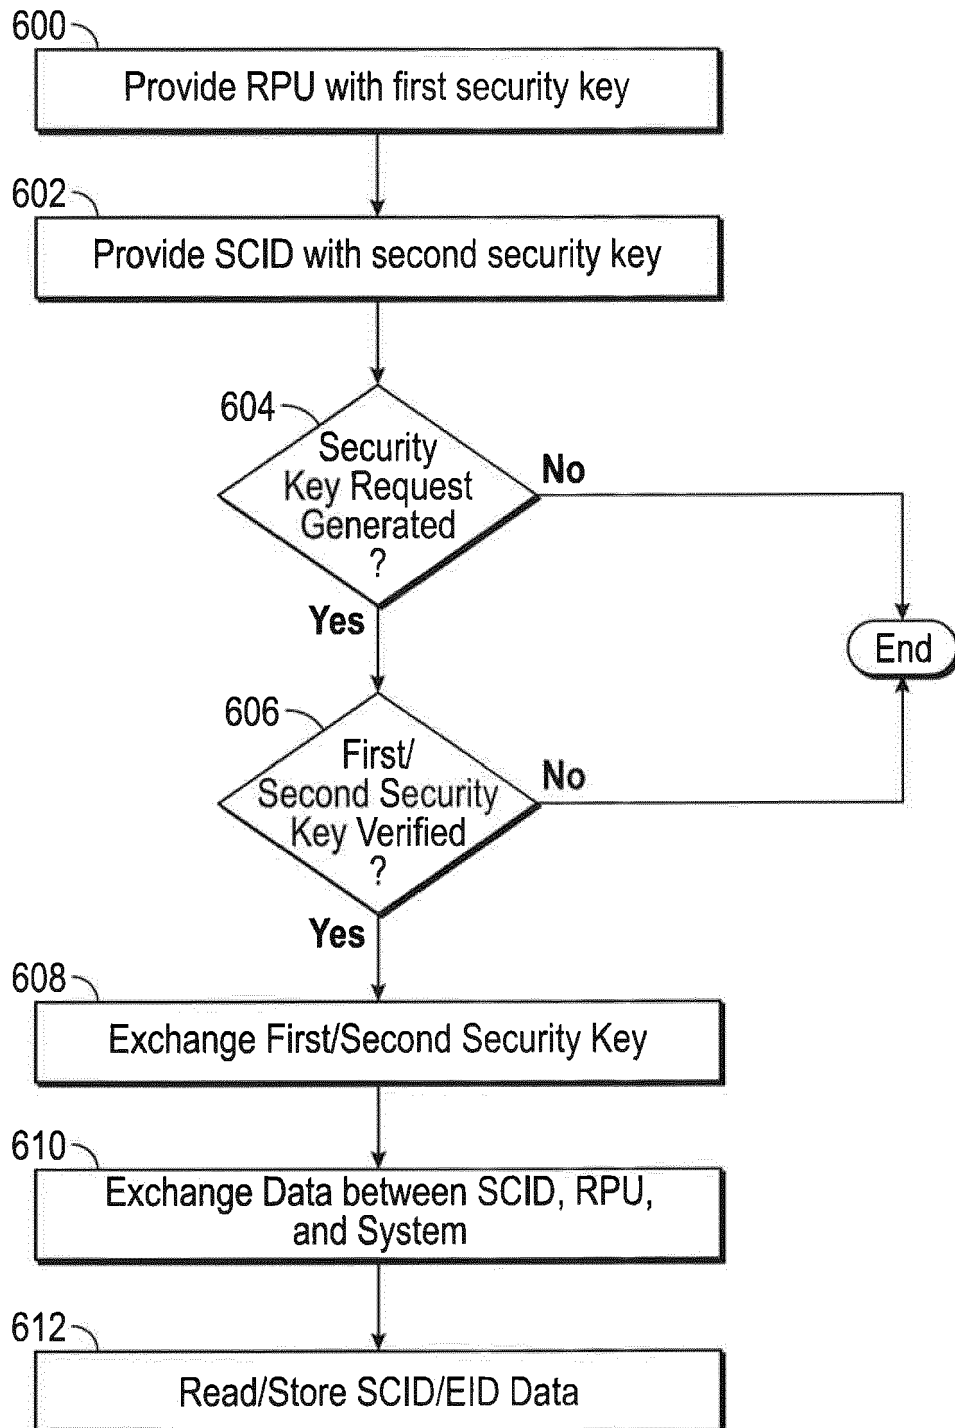 600
Provide RPU with first security key
602
Provide SCID with second security key
604
Security
Key Request
Generated
?
No
Yes
End
606
First/
Second Security
Key Verified
?
No
Yes
608
Exchange First/Second Security Key
610
Exchange Data between SCID, RPU,
and System
612
Read/Store SCID/EID Data